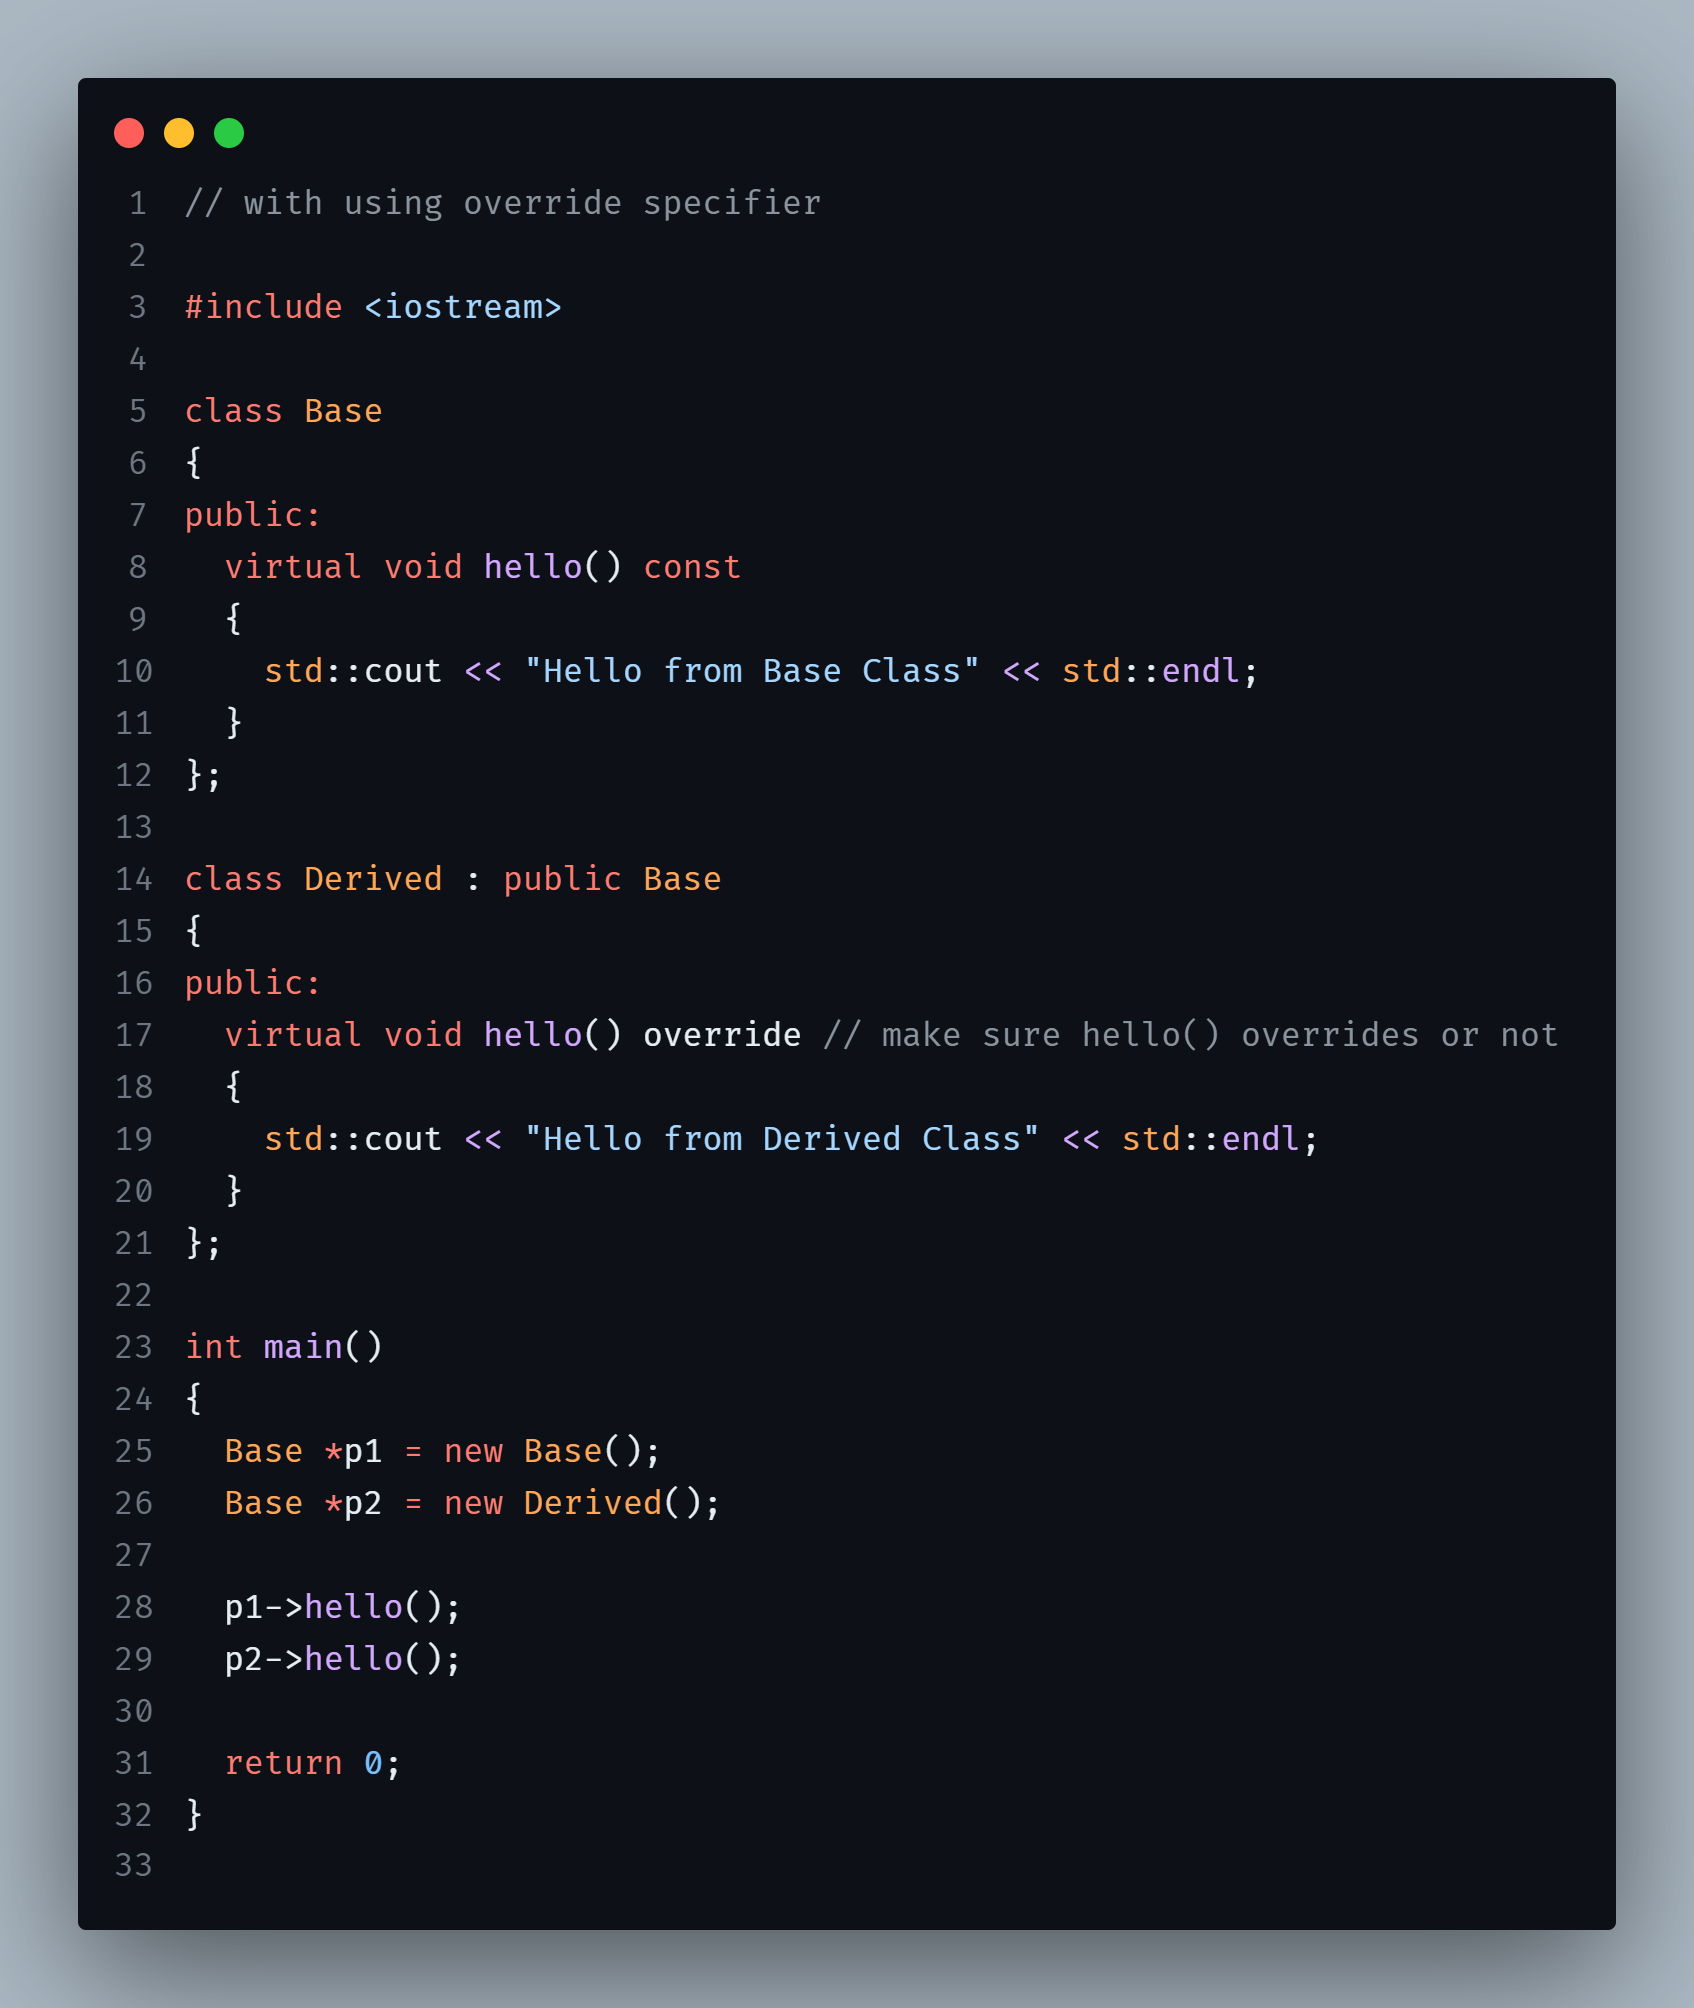 1 // with using override specifier
2
3 #include <iostream>
4
5 class Base
6 {
7 public:
8   virtual void hello() const
9   {
10     std::cout << "Hello from Base Class" << std::endl;
11   }
12 };
13
14 class Derived : public Base
15 {
16 public:
17   virtual void hello() override // make sure hello() overrides or not
18   {
19     std::cout << "Hello from Derived Class" << std::endl;
20   }
21 };
22
23 int main()
24 {
25   Base *p1 = new Base();
26   Base *p2 = new Derived();
27
28   p1->hello();
29   p2->hello();
30
31   return 0;
32 }
33